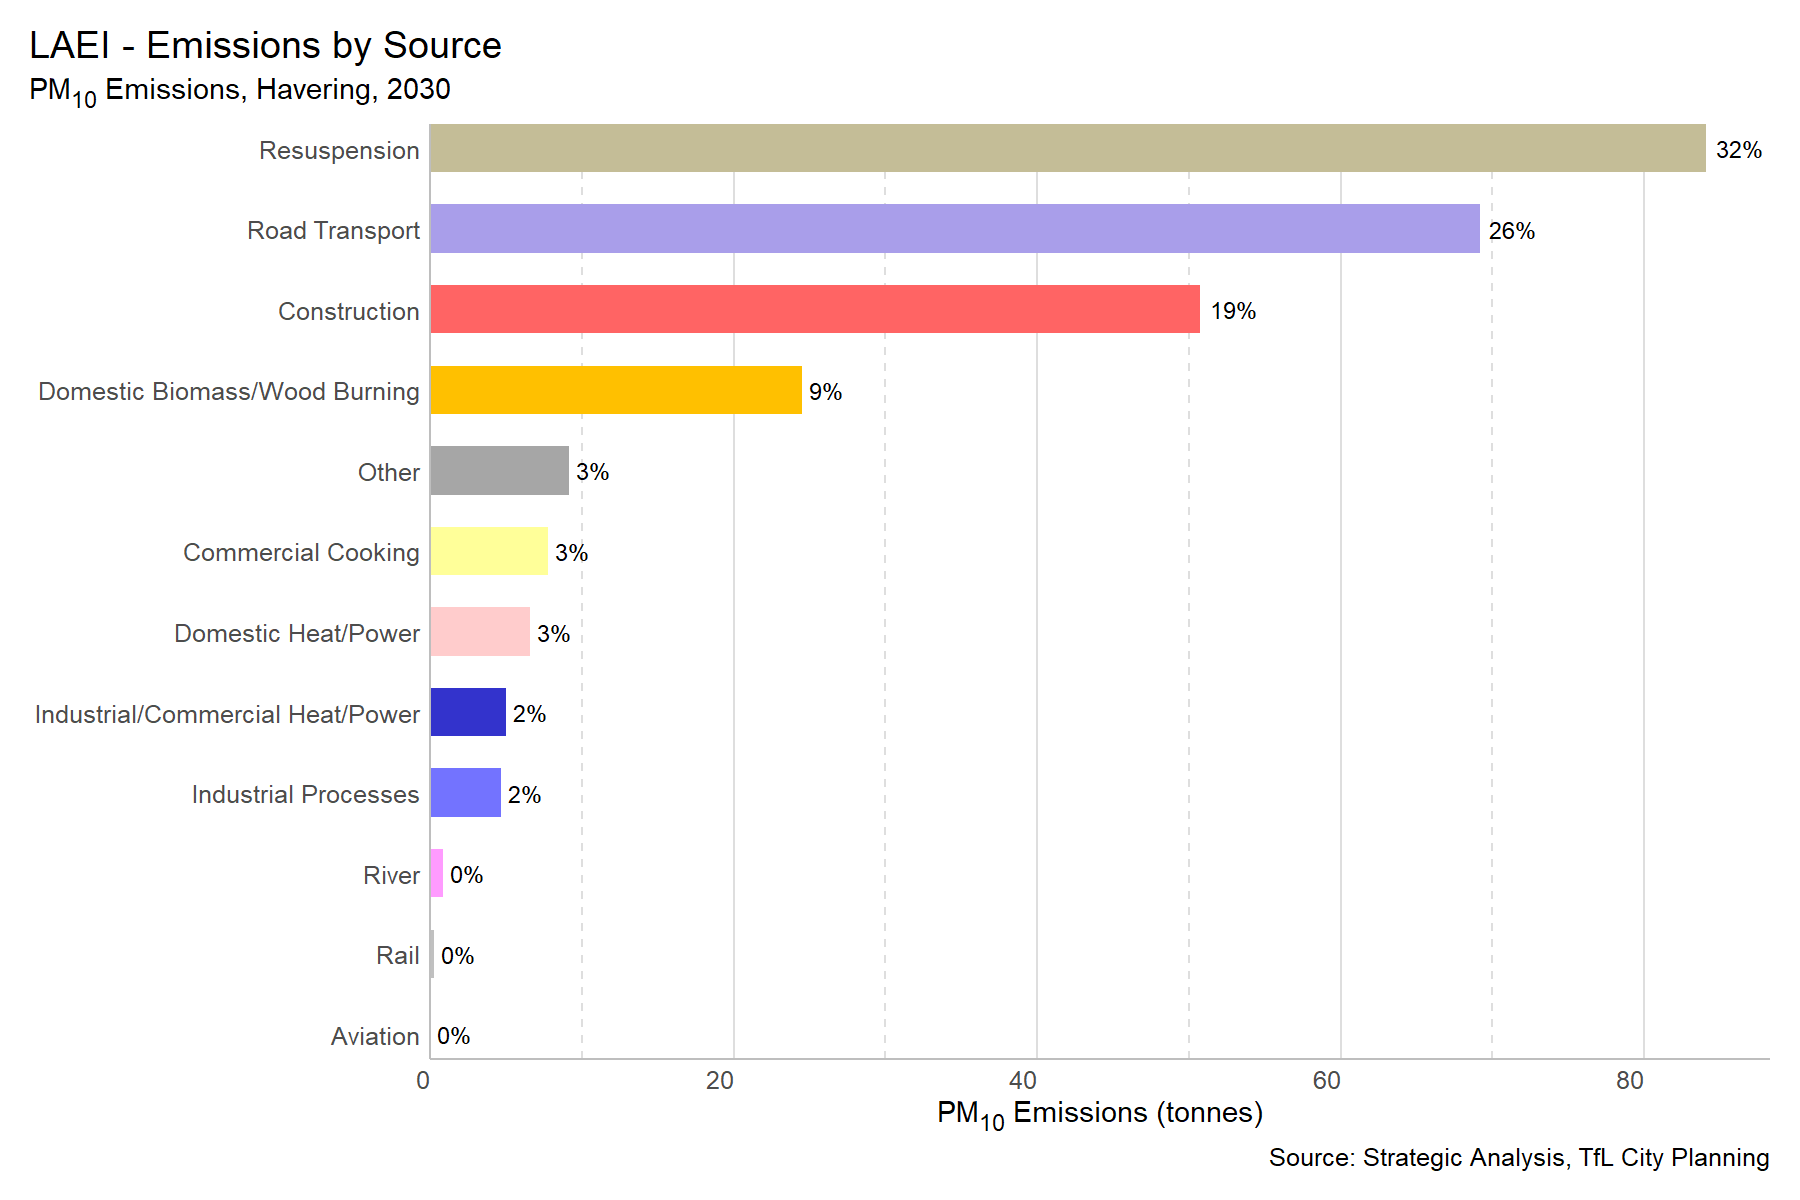 LAEI - Emissions by Source
PM10 Emissions, Havering, 2030
Resuspension 32%
Road Transport 26%
Construction 19%
Domestic Biomass/Wood Burning 9%
Other 3%
Commercial Cooking 3%
Domestic Heat/Power 3%
Industrial/Commercial Heat/Power 2%
Industrial Processes 2%
River 0%
Rail 0%
Aviation 0%
0 20 40 60 80
PM10 Emissions (tonnes)
Source: Strategic Analysis, TfL City Planning